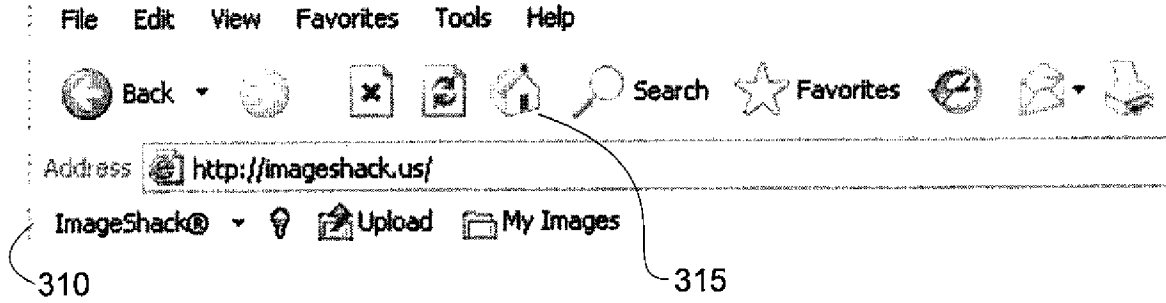 File Edit View Favorites Tools Help
Back Search Favorites
Address http://imageshack.us/
ImageShack® Upload My Images
310 315